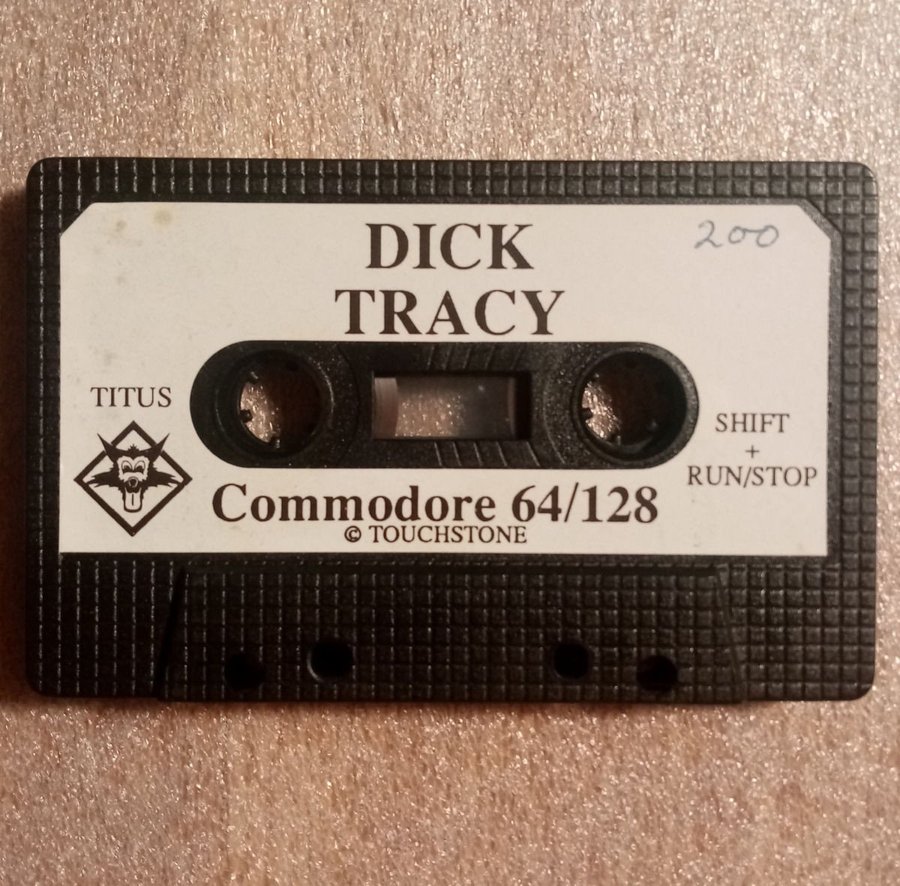 DICK
TRACY
200
TITUS
SHIFT
+
RUN/STOP
Commodore 64/128
© TOUCHSTONE